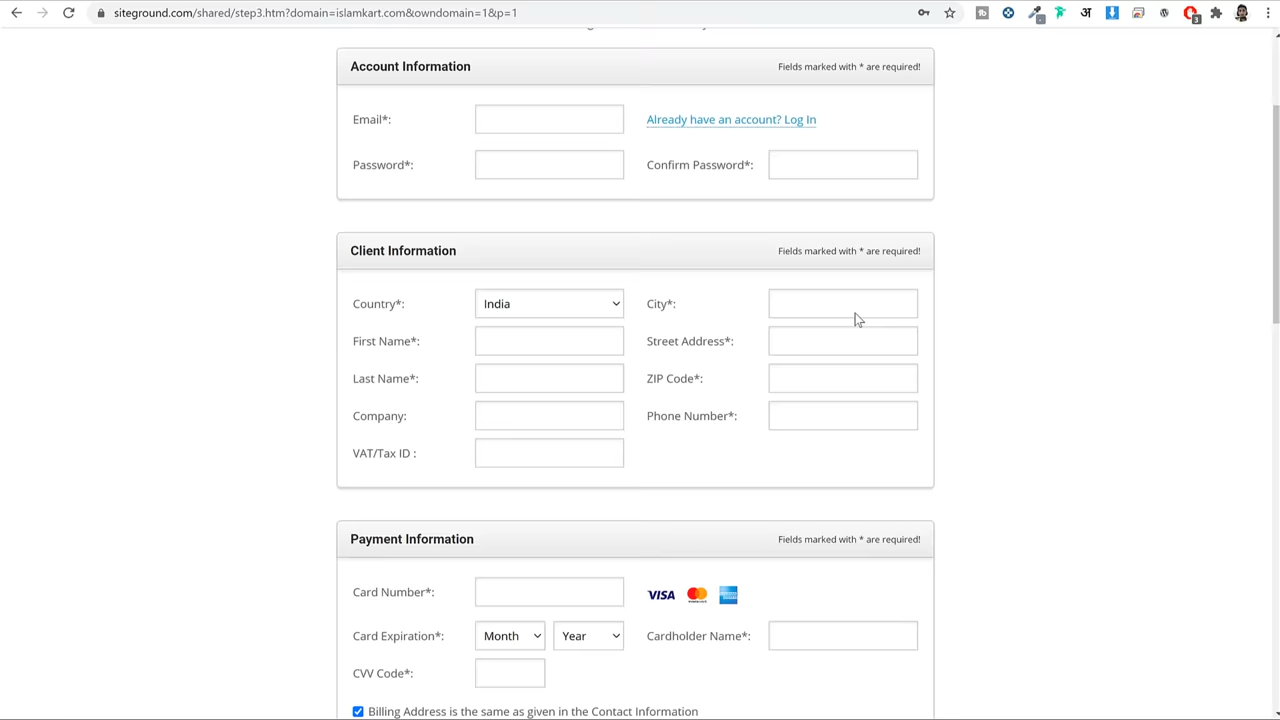 siteground.com/shared/step3.htm?domain=islamkart.com&owndomain=1&p=1
Account Information
Fields marked with * are required!
Email*:
Already have an account? Log In
Password*:
Confirm Password*:
Client Information
Fields marked with * are required!
Country*:
India
City*:
First Name*:
Street Address*:
Last Name*:
ZIP Code*:
Company:
Phone Number*:
VAT/Tax ID :
Payment Information
Fields marked with * are required!
Card Number*:
VISA
Card Expiration*:
Month
Year
Cardholder Name*:
CVV Code*:
Billing Address is the same as given in the Contact Information